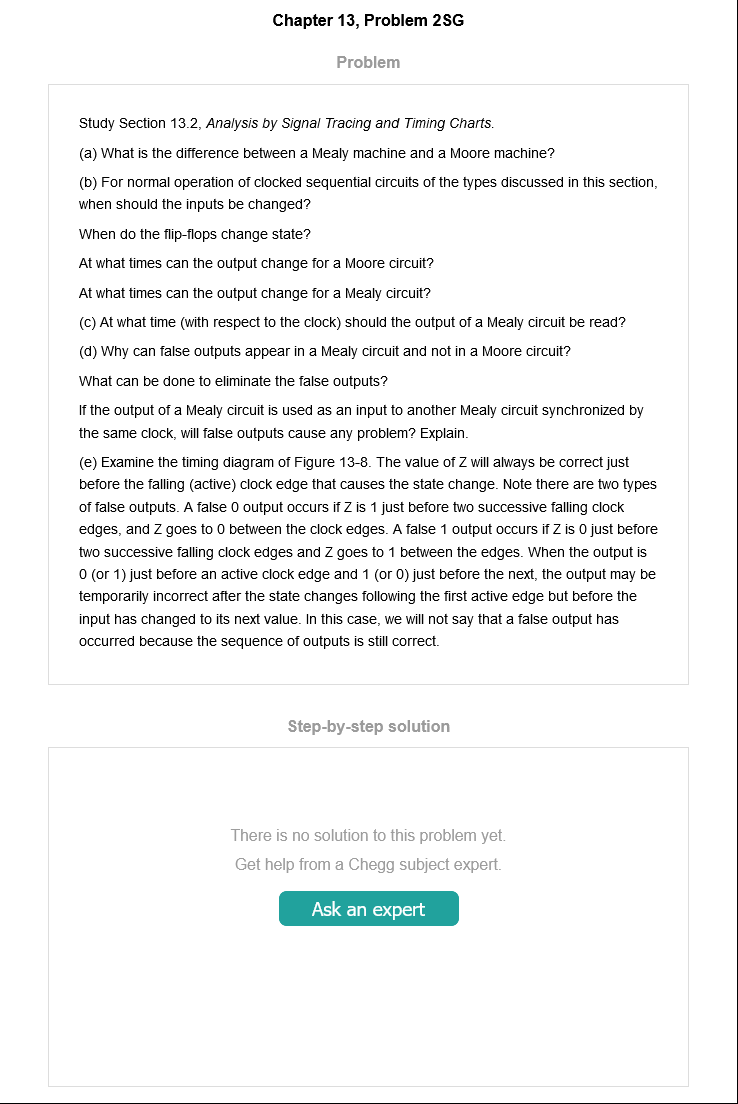 Chapter 13, Problem 2SG
Problem
Study Section 13.2, Analysis by Signal Tracing and Timing Charts.
(a) What is the difference between a Mealy machine and a Moore machine?
(b) For normal operation of clocked sequential circuits of the types discussed in this section,
when should the inputs be changed?
When do the flip-flops change state?
At what times can the output change for a Moore circuit?
At what times can the output change for a Mealy circuit?
(c) At what time (with respect to the clock) should the output of a Mealy circuit be read?
(d) Why can false outputs appear in a Mealy circuit and not in a Moore circuit?
What can be done to eliminate the false outputs?
If the output of a Mealy circuit is used as an input to another Mealy circuit synchronized by
the same clock, will false outputs cause any problem? Explain.
(e) Examine the timing diagram of Figure 13-8. The value of Z will always be correct just
before the falling (active) clock edge that causes the state change. Note there are two types
of false outputs. A false 0 output occurs if Z is 1 just before two successive falling clock
edges, and Z goes to 0 between the clock edges. A false 1 output occurs if Z is 0 just before
two successive falling clock edges and Z goes to 1 between the edges. When the output is
0 (or 1) just before an active clock edge and 1 (or 0) just before the next, the output may be
temporarily incorrect after the state changes following the first active edge but before the
input has changed to its next value. In this case, we will not say that a false output has
occurred because the sequence of outputs is still correct.
Step-by-step solution
There is no solution to this problem yet.
Get help from a Chegg subject expert.
Ask an expert